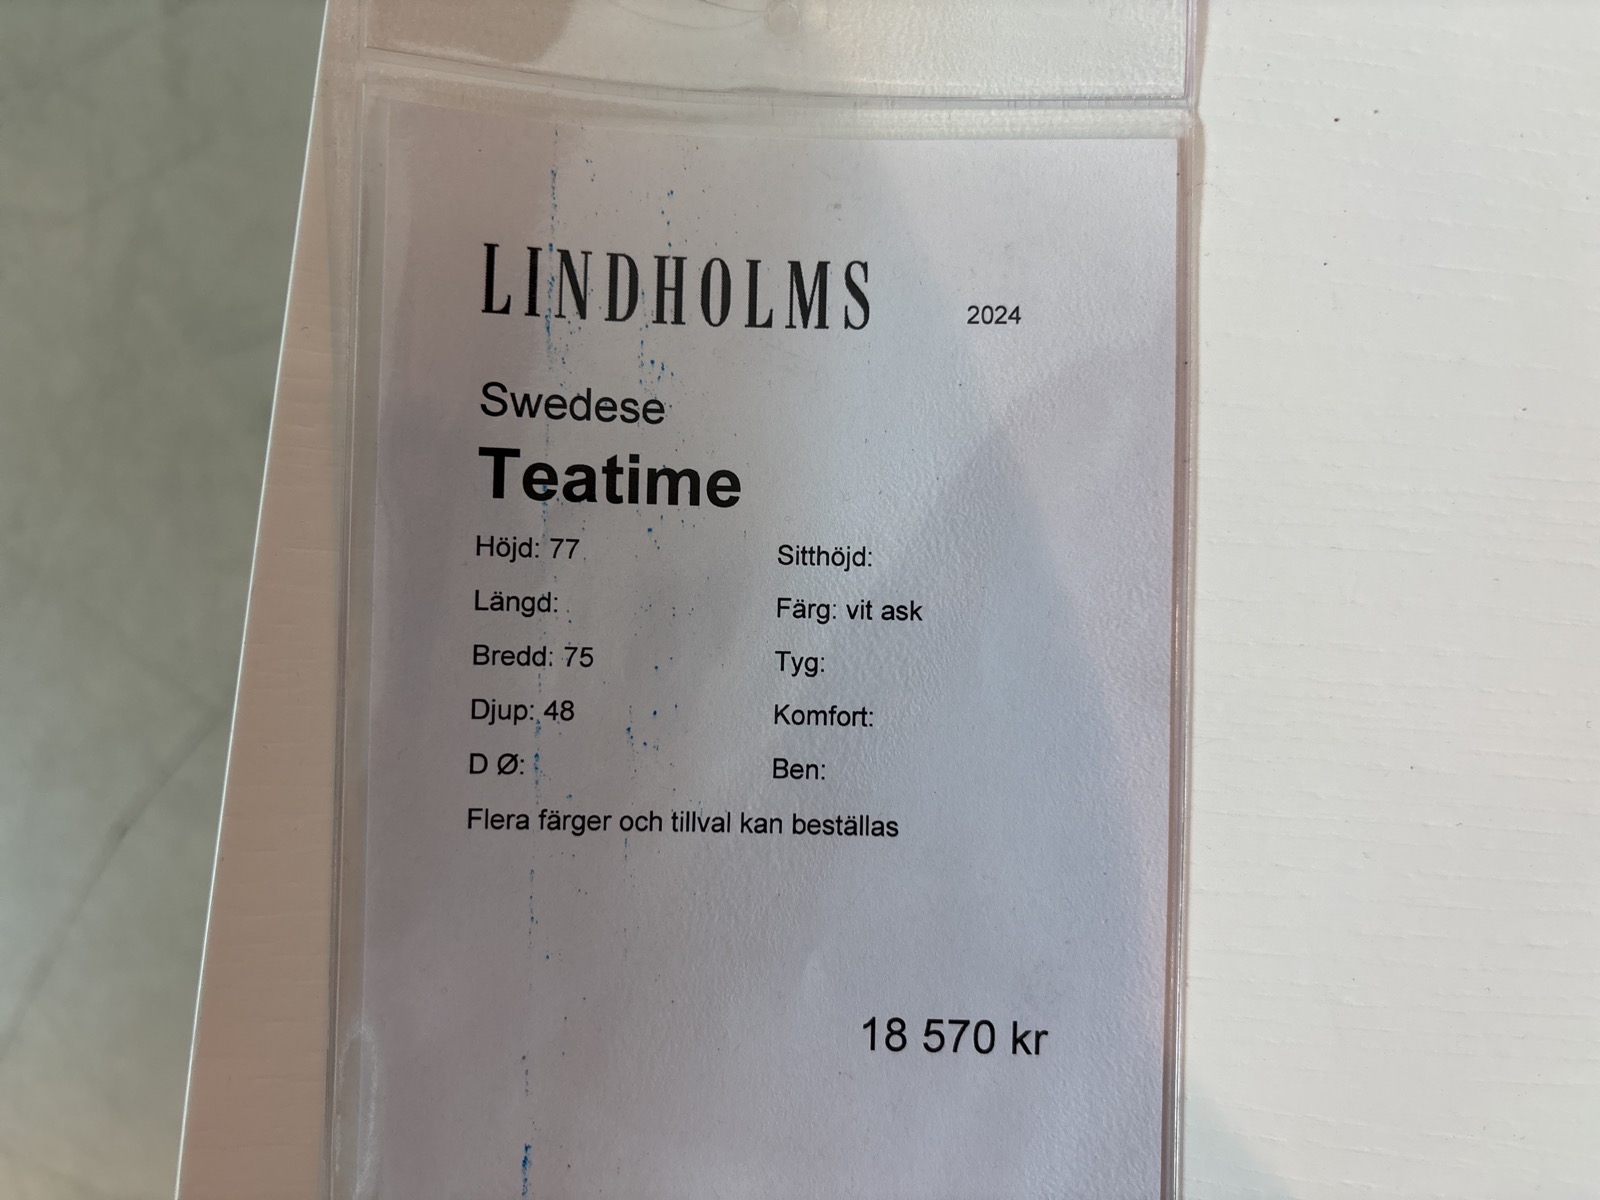 LINDHOLMS 2024
Swedese
Teatime
Höjd: 77 Sitthöjd:
Längd: Färg: vit ask
Bredd: 75 Tyg:
Djup: 48 Komfort:
D Ø: Ben:
Flera färger och tillval kan beställas
18 570 kr